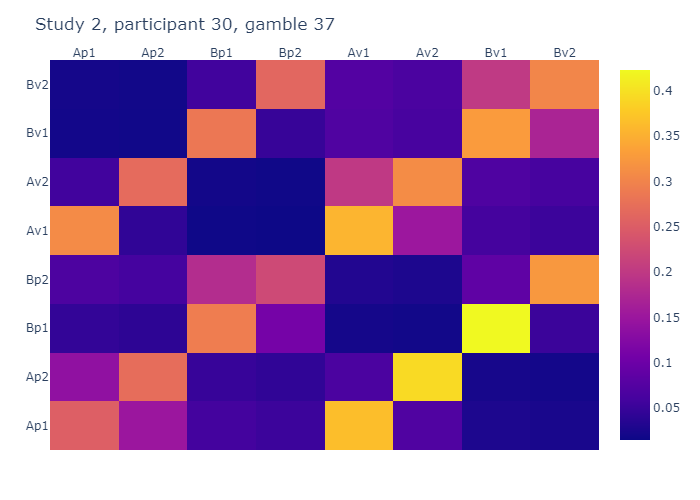 Study 2, participant 30, gamble 37
Ap1 Ap2 Bp1 Bp2 Av1 Av2 Bv1 Bv2
Bv2
Bv1
Av2
Av1
Bp2
Bp1
Ap2
Ap1
0.4
0.35
0.3
0.25
0.2
0.15
0.1
0.05